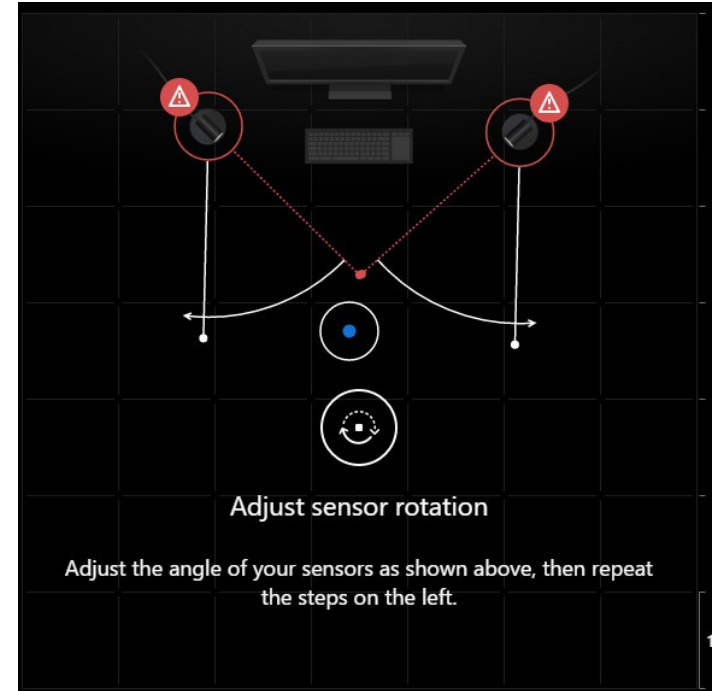 Adjust sensor rotation
Adjust the angle of your sensors as shown above, then repeat
the steps on the left.
1